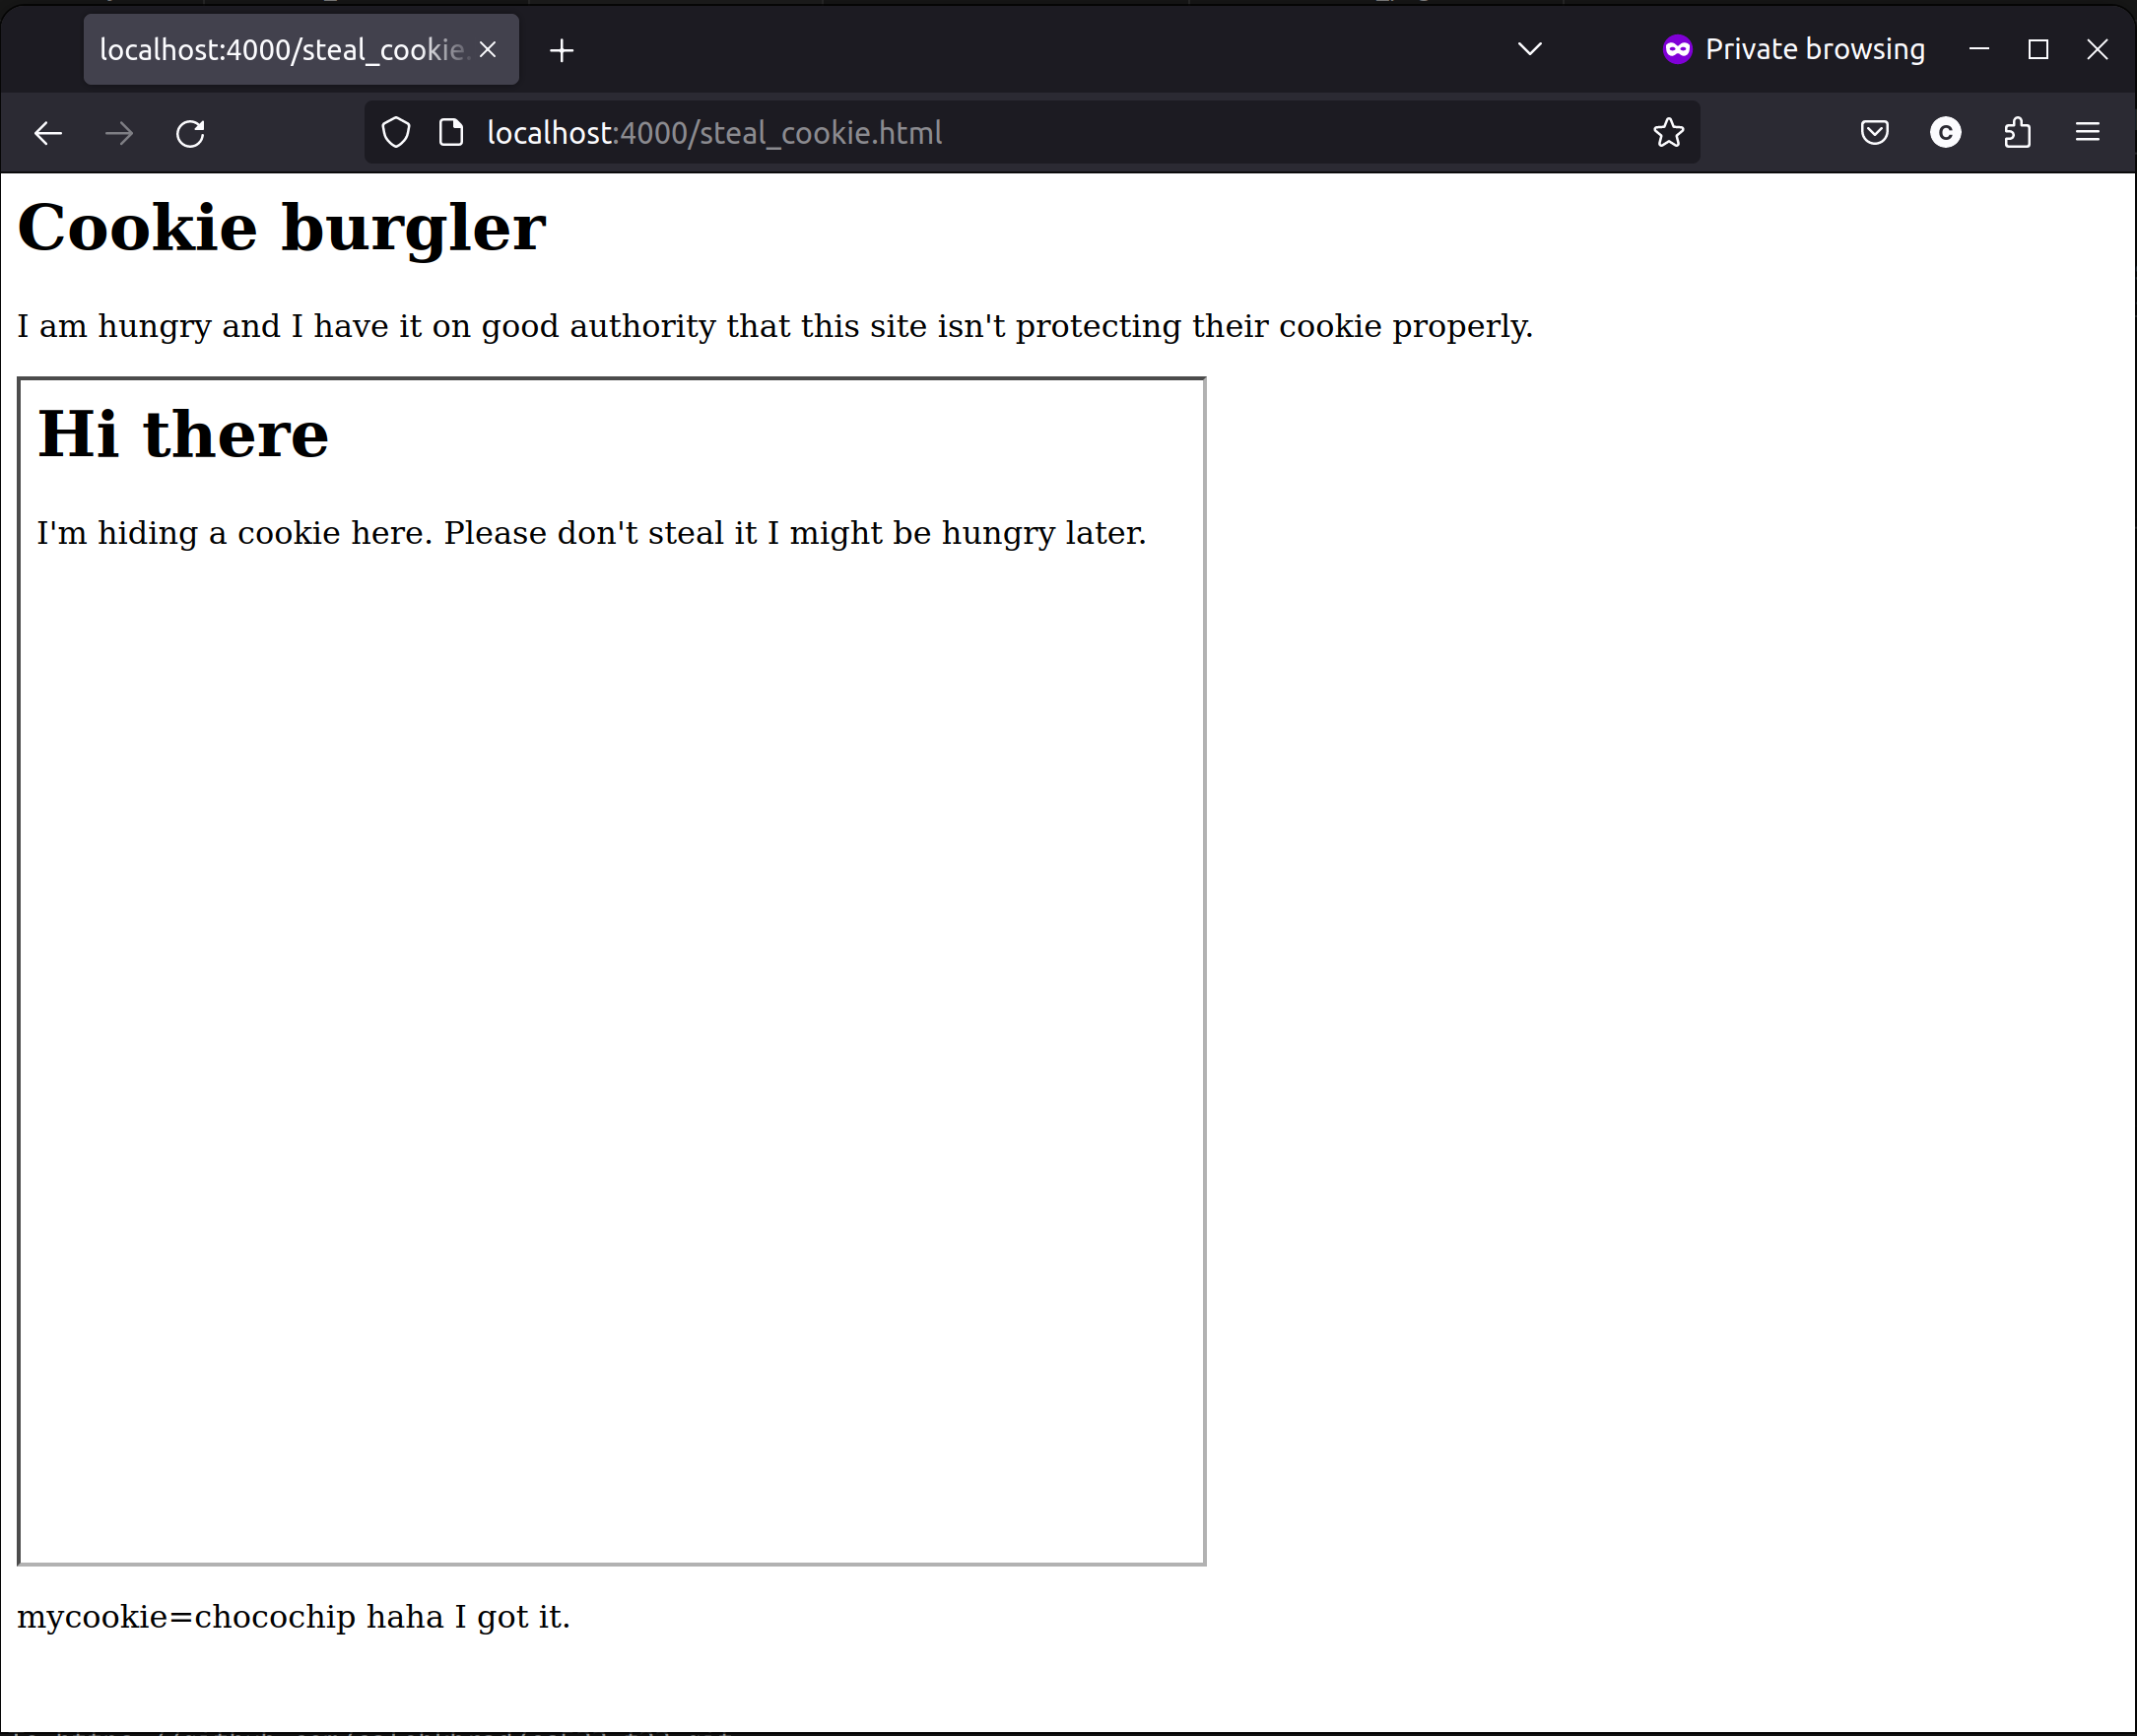 localhost:4000/steal_cookie.
Private browsing
localhost:4000/steal_cookie.html
C
Cookie burgler
I am hungry and I have it on good authority that this site isn't protecting their cookie properly.
Hi there
I'm hiding a cookie here. Please don't steal it I might be hungry later.
mycookie=chocochip haha I got it.